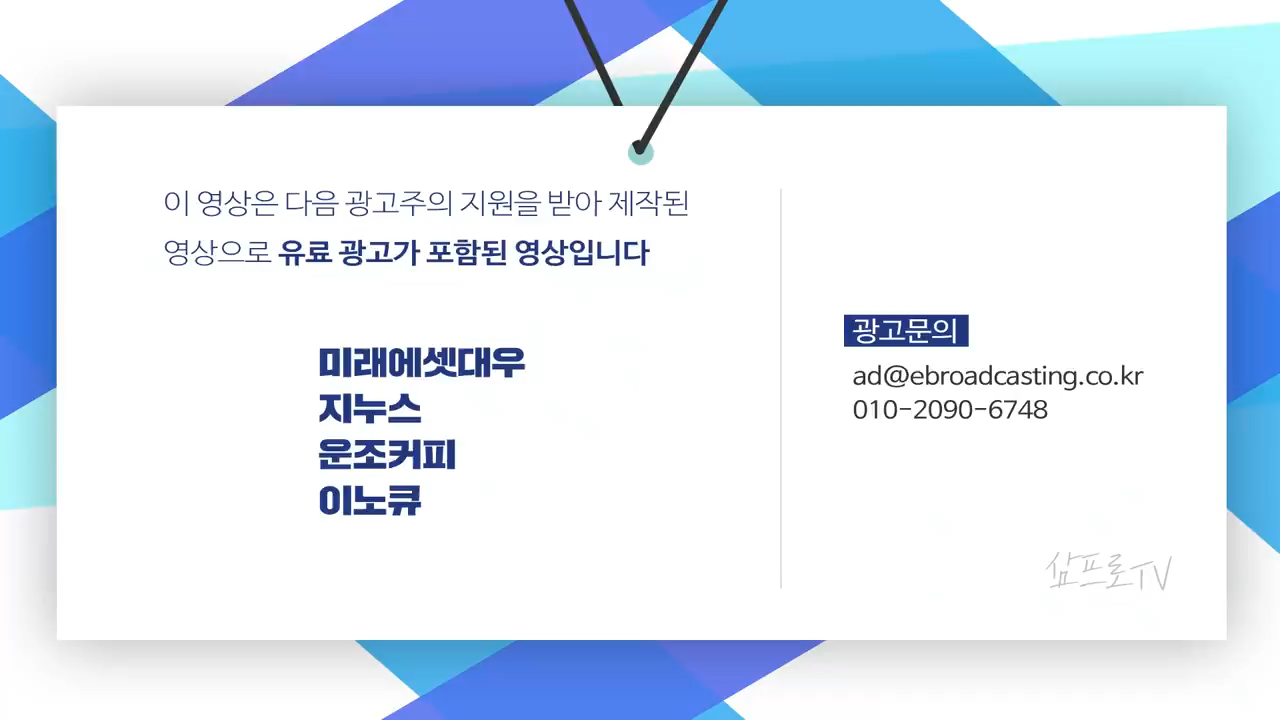 이 영상은 다음 광고주의 지원을 받아 제작된
영상으로 유료 광고가 포함된 영상입니다
미래에셋대우
지누스
운조커피
이노큐
광고문의
ad@ebroadcasting.co.kr
010-2090-6748
삼프로TV